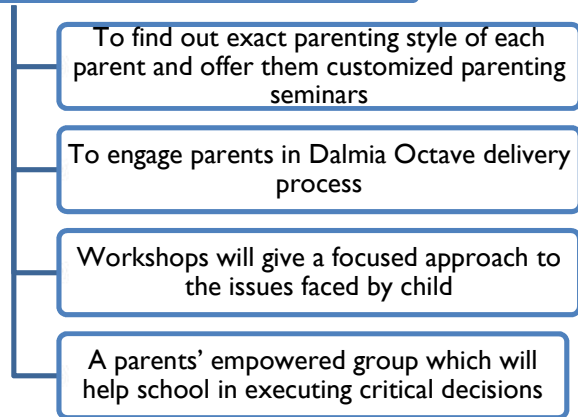 To find out exact parenting style of each
parent and offer them customized parenting
seminars
To engage parents in Dalmia Octave delivery
process
Workshops will give a focused approach to
the issues faced by child
A parents’ empowered group which will
help school in executing critical decisions